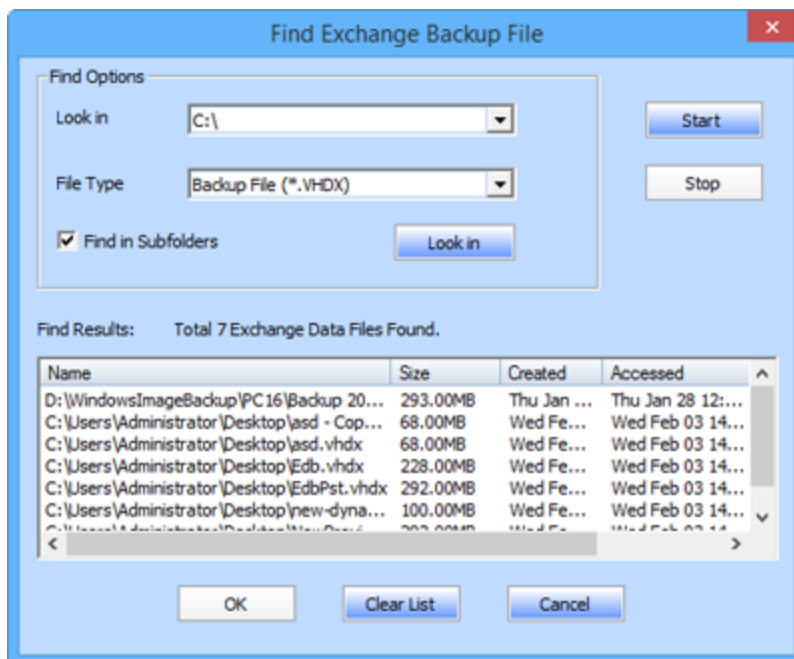 Find Exchange Backup File
Find Options
Look in C:\ Start
File Type Backup File (*.VHDX) Stop
Find in Subfolders Look in
Find Results: Total 7 Exchange Data Files Found.
Name Size Created Accessed
D:\WindowsImageBackup\PC16\Backup 20... 293.00MB Thu Jan ... Thu Jan 28 12:...
C:\Users\Administrator\Desktop\asd - Cop... 68.00MB Wed Fe... Wed Feb 03 14...
C:\Users\Administrator\Desktop\asd.vhdx 68.00MB Wed Fe... Wed Feb 03 14...
C:\Users\Administrator\Desktop\Edb.vhdx 228.00MB Wed Fe... Wed Feb 03 14...
C:\Users\Administrator\Desktop\EdbPst.vhdx 292.00MB Wed Fe... Wed Feb 03 14...
C:\Users\Administrator\Desktop\new-dyna... 100.00MB Wed Fe... Wed Feb 03 14...
OK Clear List Cancel